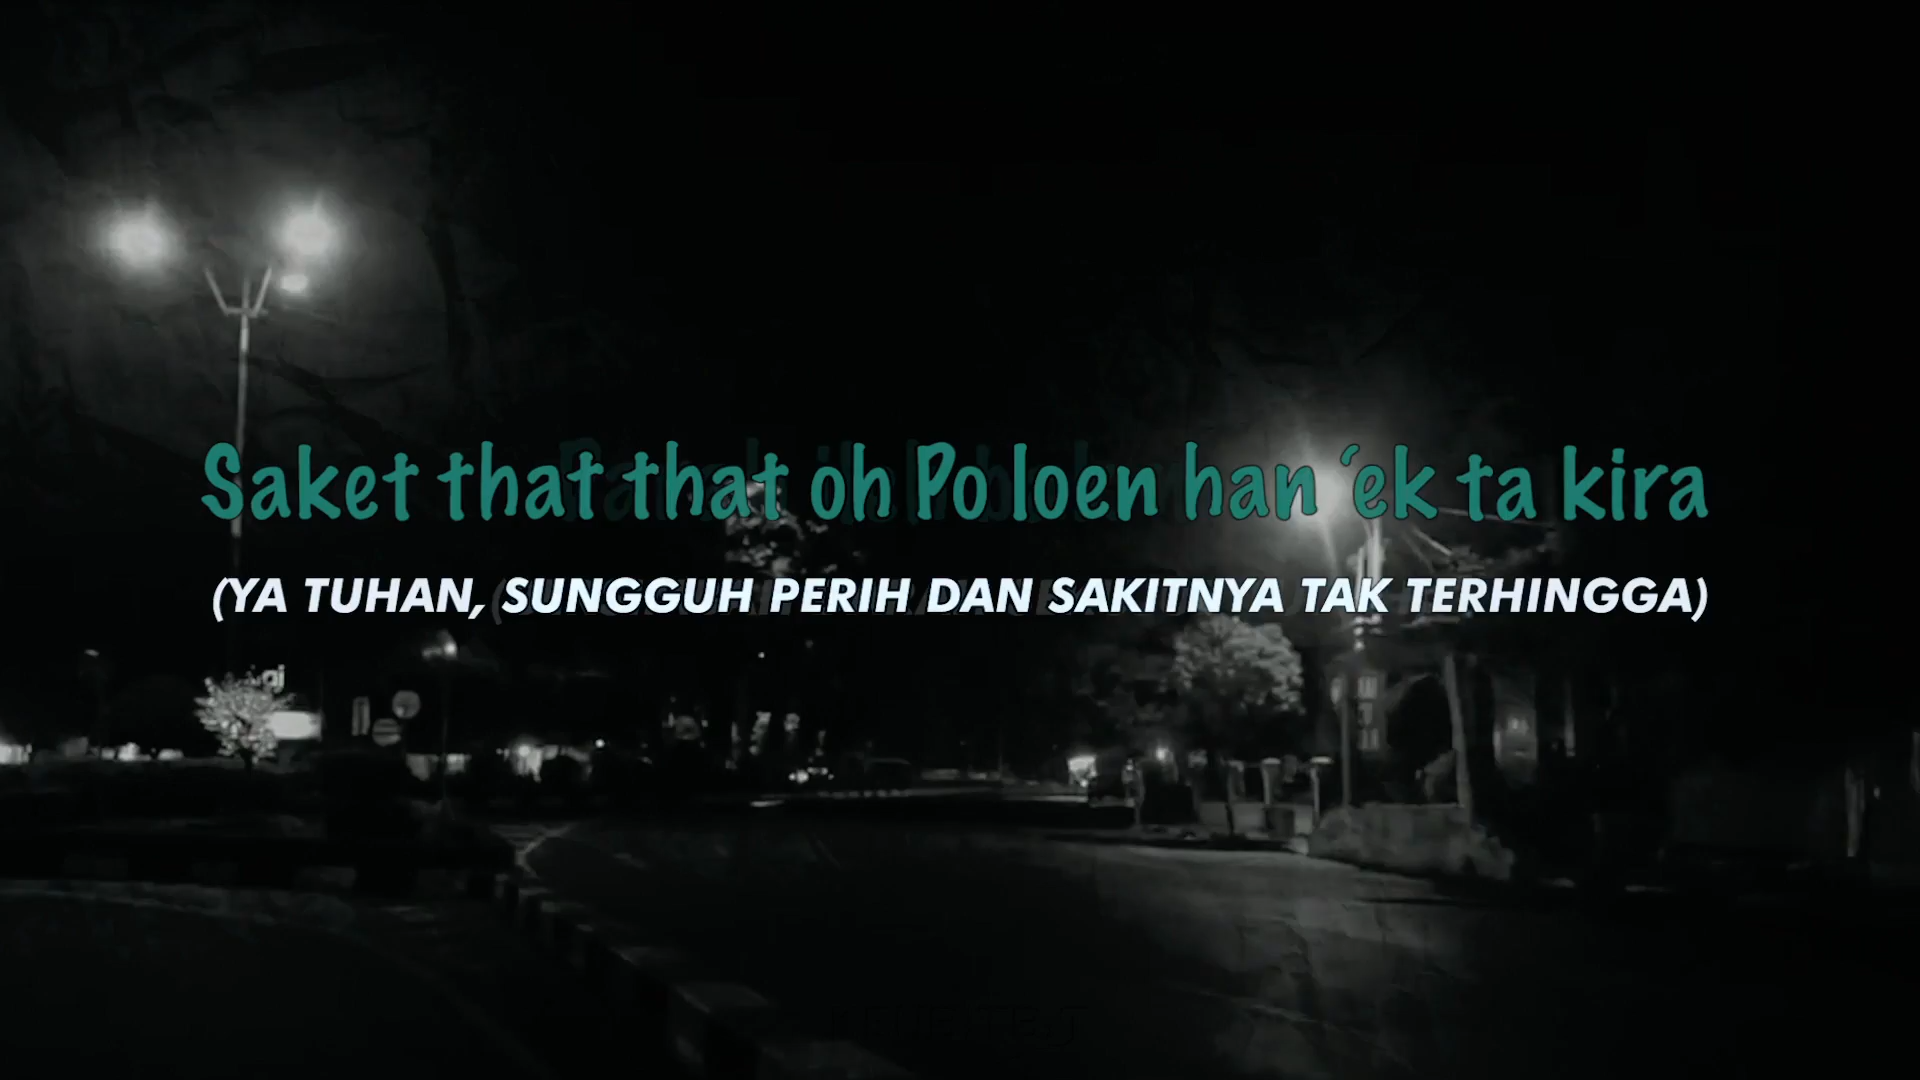 Saket that that oh Po loen han ‘ek ta kira
(YA TUHAN, SUNGGUH PERIH DAN SAKITNYA TAK TERHINGGA)